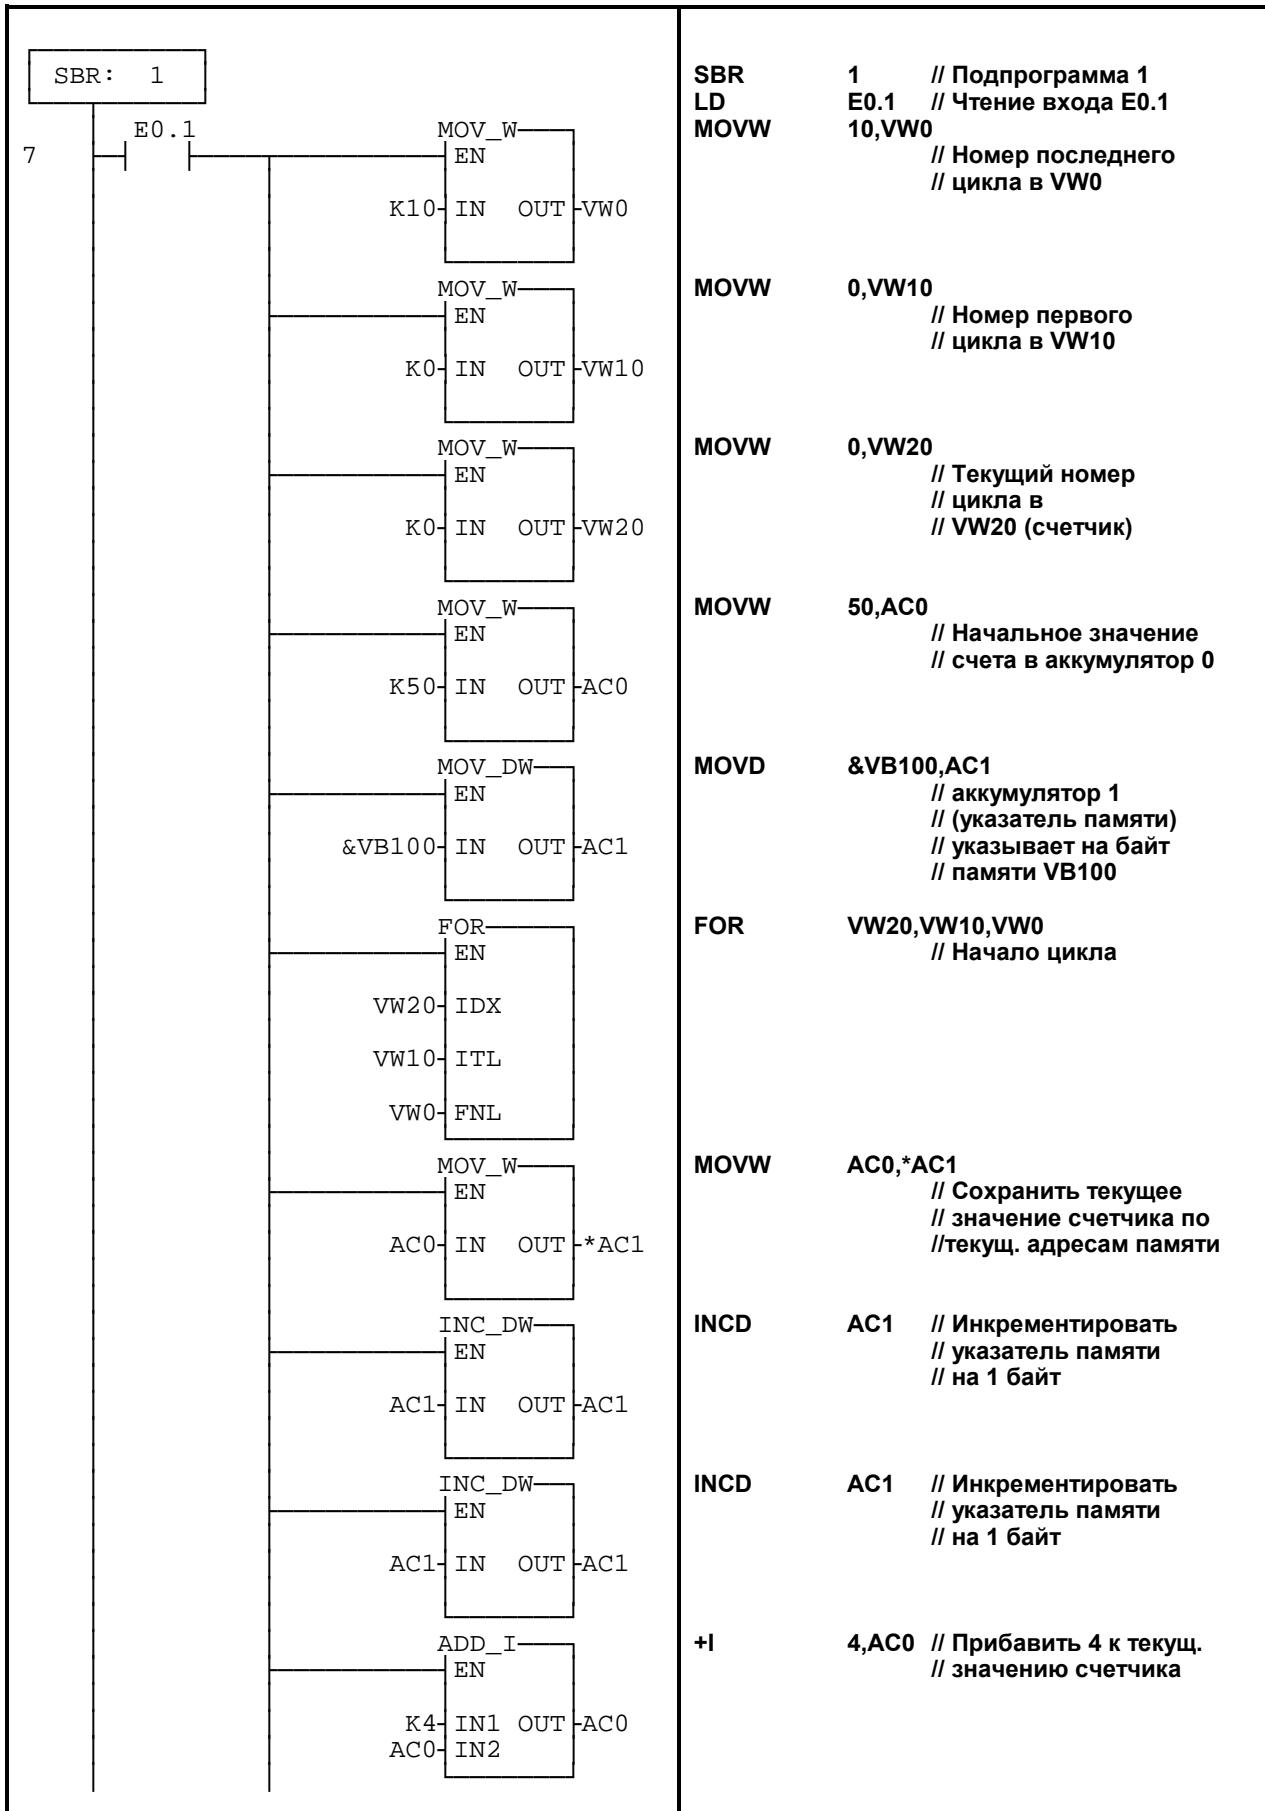 SBR: 1
E0.1
7
MOV_W
EN
K10 IN OUT VW0
MOV_W
EN
K0 IN OUT VW10
MOV_W
EN
K0 IN OUT VW20
MOV_W
EN
K50 IN OUT AC0
MOV_DW
EN
&VB100 IN OUT AC1
FOR
EN
VW20 IDX
VW10 ITL
VW0 FNL
MOV_W
EN
AC0 IN OUT *AC1
INC_DW
EN
AC1 IN OUT AC1
INC_DW
EN
AC1 IN OUT AC1
ADD_I
EN
K4 IN1 OUT AC0
AC0 IN2
SBR 1 // Подпрограмма 1
LD E0.1 // Чтение входа E0.1
MOVW 10,VW0
// Номер последнего
// цикла в VW0
MOVW 0,VW10
// Номер первого
// цикла в VW10
MOVW 0,VW20
// Текущий номер
// цикла в
// VW20 (счетчик)
MOVW 50,AC0
// Начальное значение
// счета в аккумулятор 0
MOVD &VB100,AC1
// аккумулятор 1
// (указатель памяти)
// указывает на байт
// памяти VB100
FOR VW20,VW10,VW0
// Начало цикла
MOVW AC0,*AC1
// Сохранить текущее
// значение счетчика по
//текущ. адресам памяти
INCD AC1 // Инкрементировать
// указатель памяти
// на 1 байт
INCD AC1 // Инкрементировать
// указатель памяти
// на 1 байт
+I 4,AC0 // Прибавить 4 к текущ.
// значению счетчика